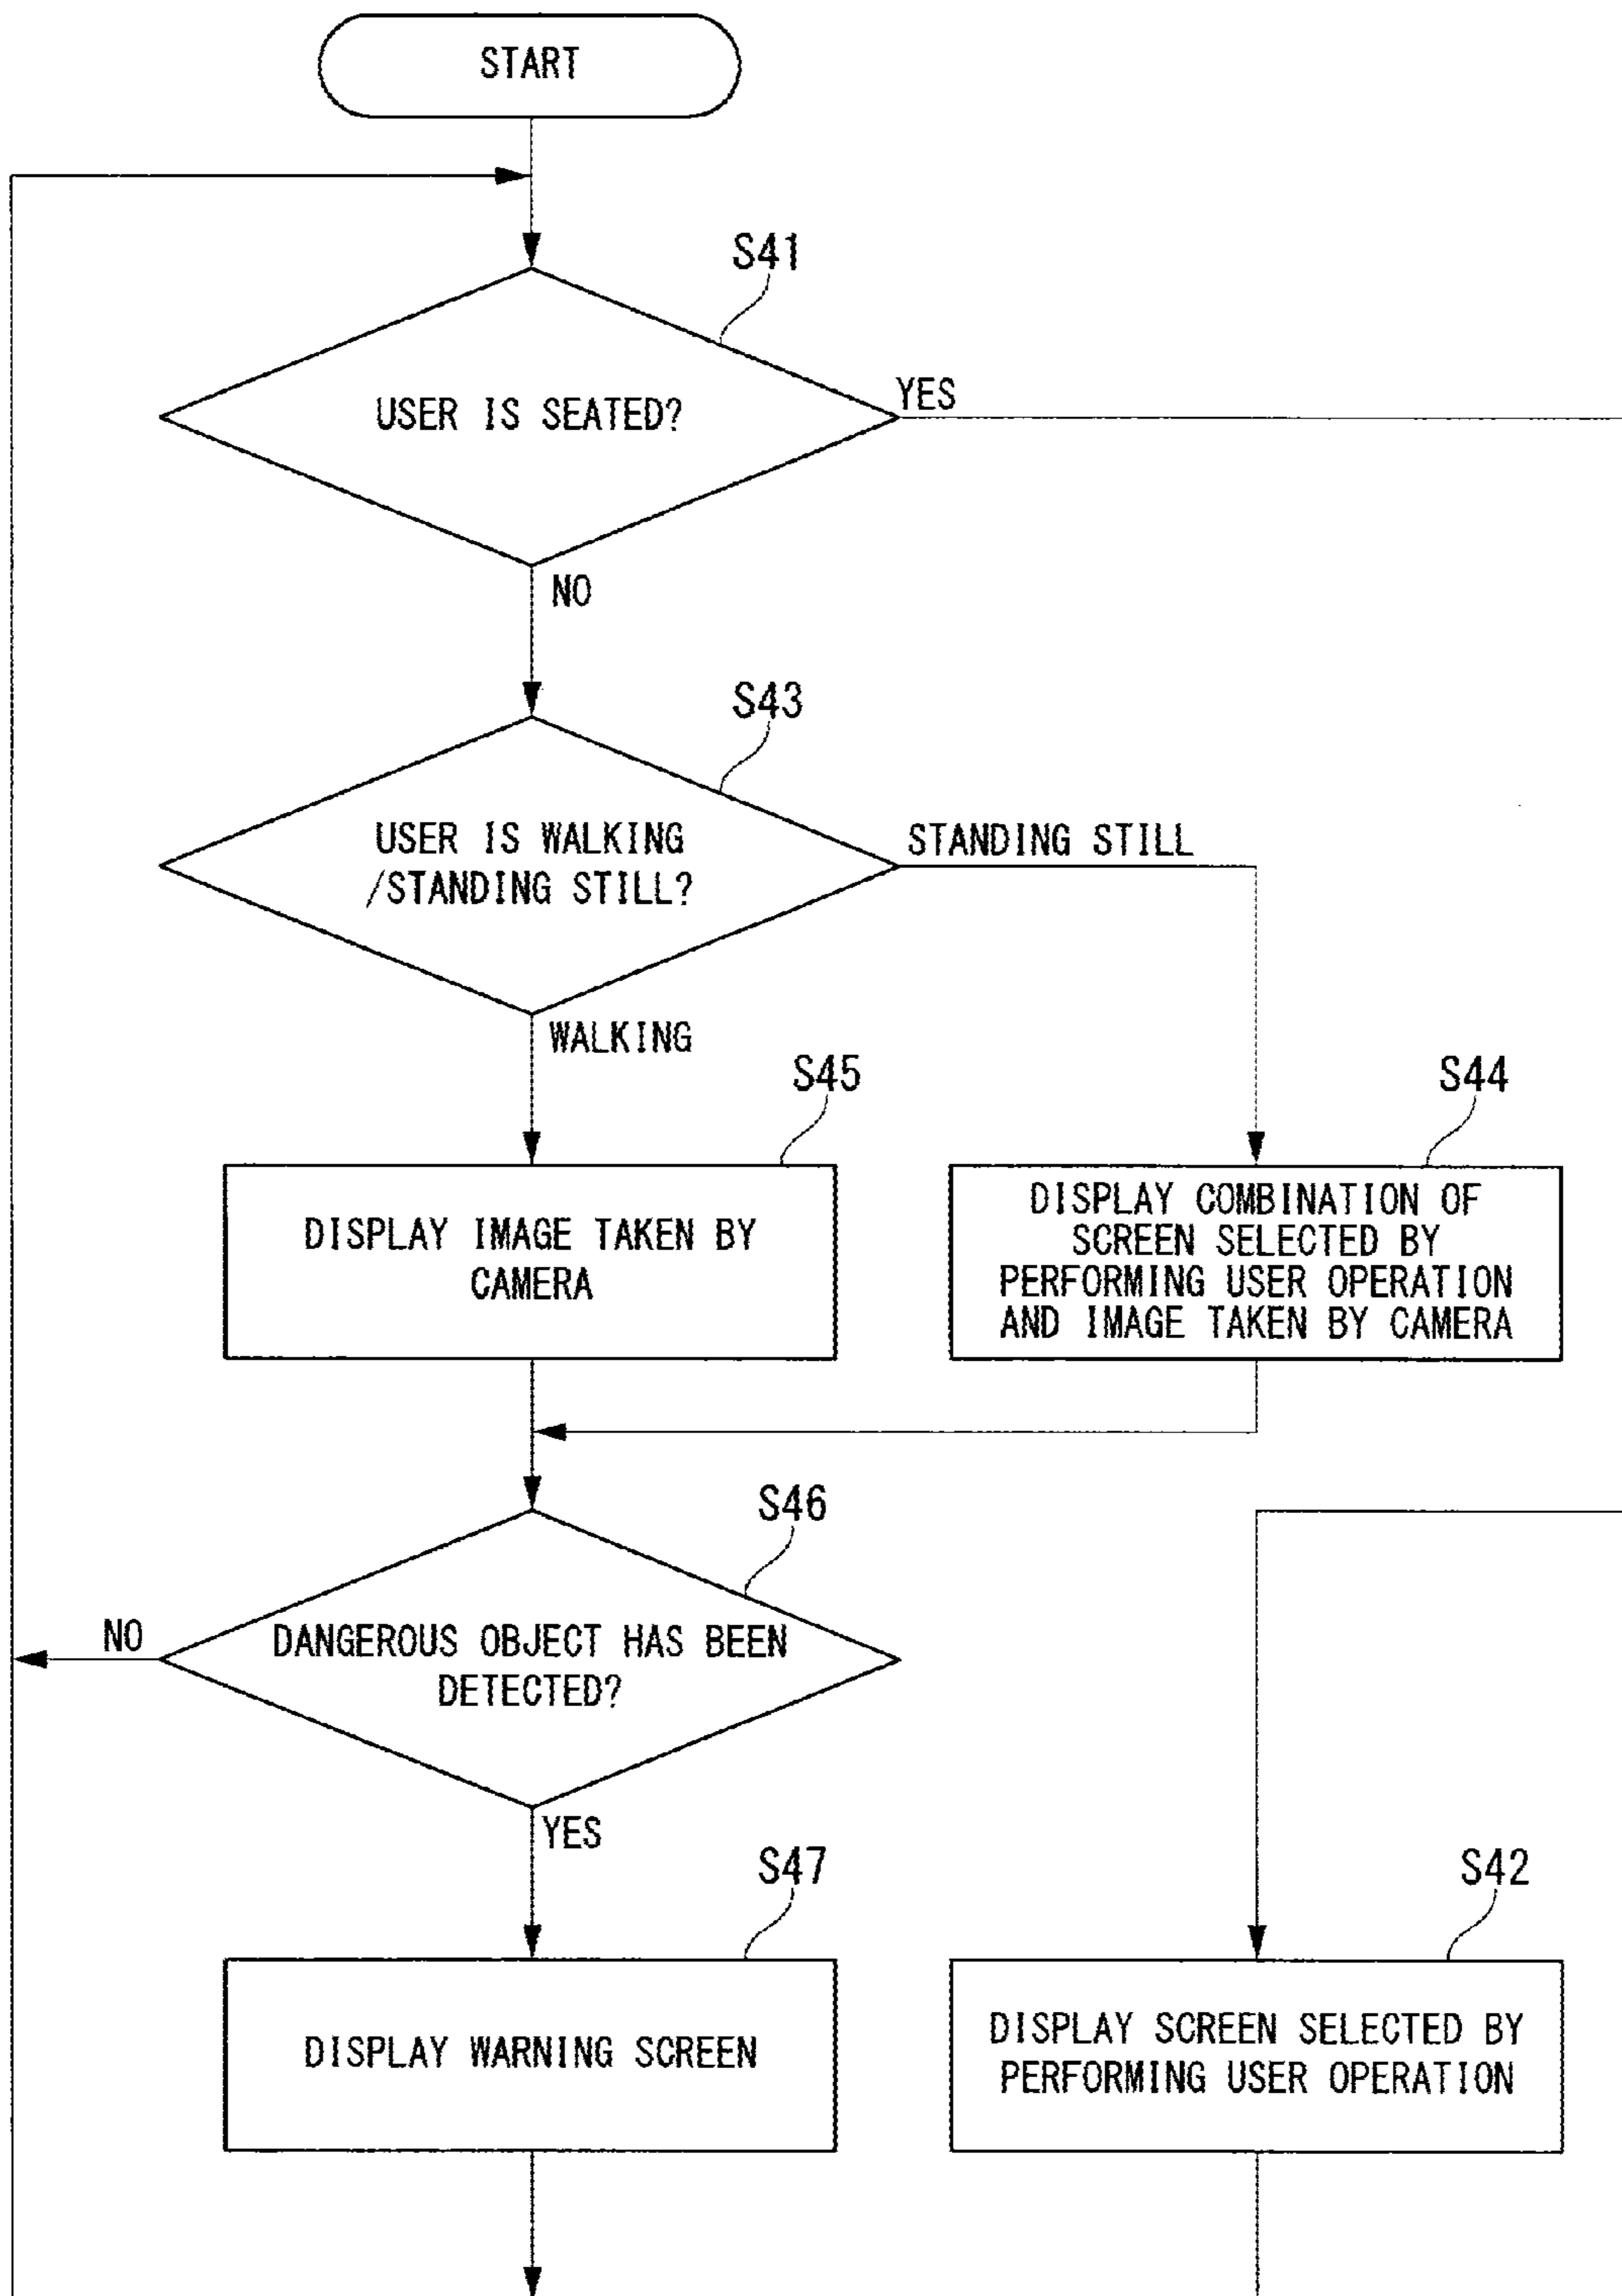 START
S41
USER IS SEATED?
YES
NO
S43
USER IS WALKING
/STANDING STILL?
STANDING STILL
WALKING
S45
DISPLAY IMAGE TAKEN BY
CAMERA
S44
DISPLAY COMBINATION OF
SCREEN SELECTED BY
PERFORMING USER OPERATION
AND IMAGE TAKEN BY CAMERA
S46
DANGEROUS OBJECT HAS BEEN
DETECTED?
NO
YES
S47
DISPLAY WARNING SCREEN
S42
DISPLAY SCREEN SELECTED BY
PERFORMING USER OPERATION